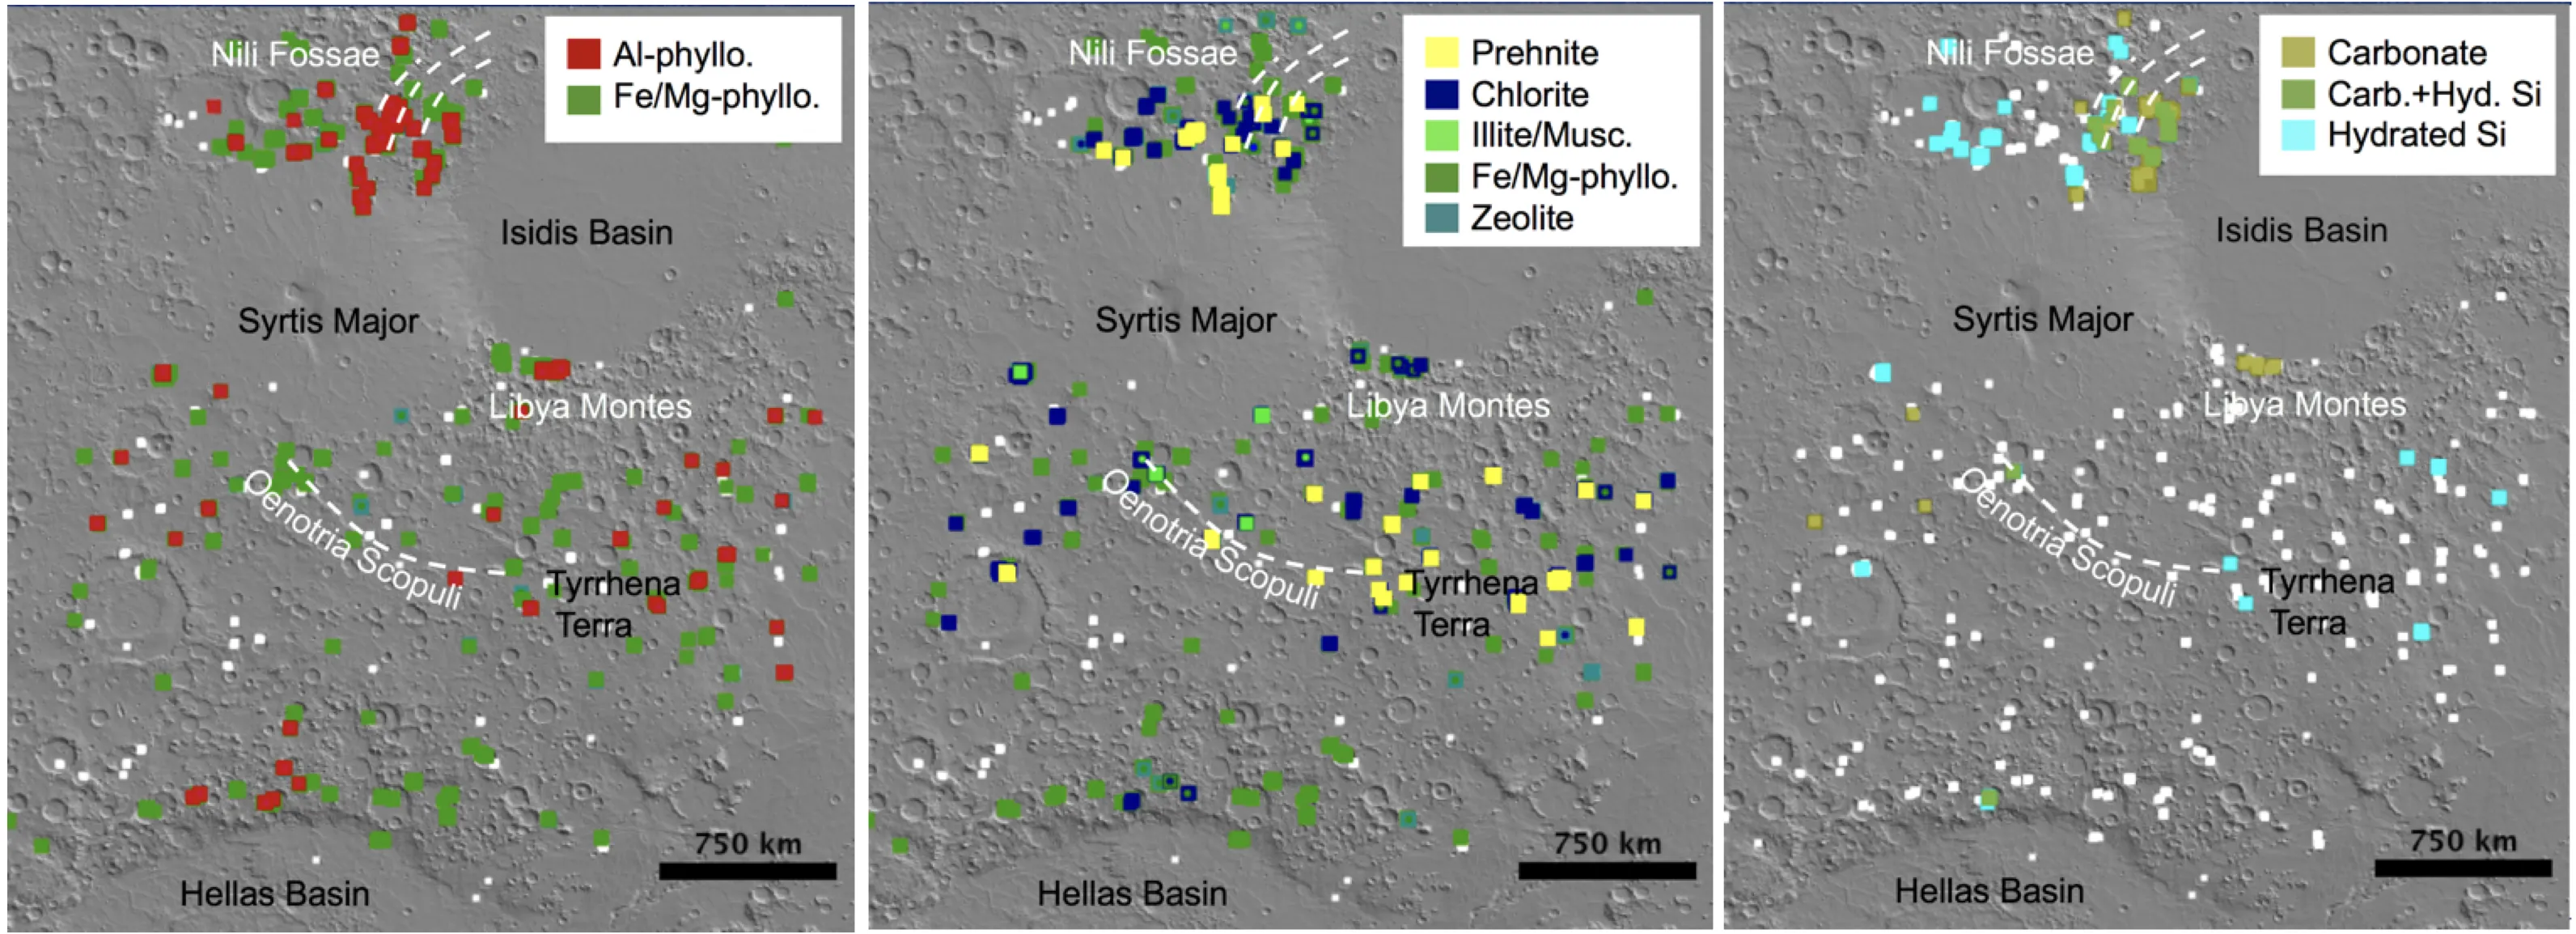 Nili Fossae
Al-phyllo.
Fe/Mg-phyllo.
Isidis Basin
Syrtis Major
Libya Montes
Oenotria Scopuli
Tyrrhena
Terra
750 km
Hellas Basin
Nili Fossae
Prehnite
Chlorite
Illite/Musc.
Fe/Mg-phyllo.
Zeolite
Syrtis Major
Libya Montes
Oenotria Scopuli
Tyrrhena
Terra
750 km
Hellas Basin
Nili Fossae
Carbonate
Carb.+Hyd. Si
Hydrated Si
Isidis Basin
Syrtis Major
Libya Montes
Oenotria Scopuli
Tyrrhena
Terra
750 km
Hellas Basin